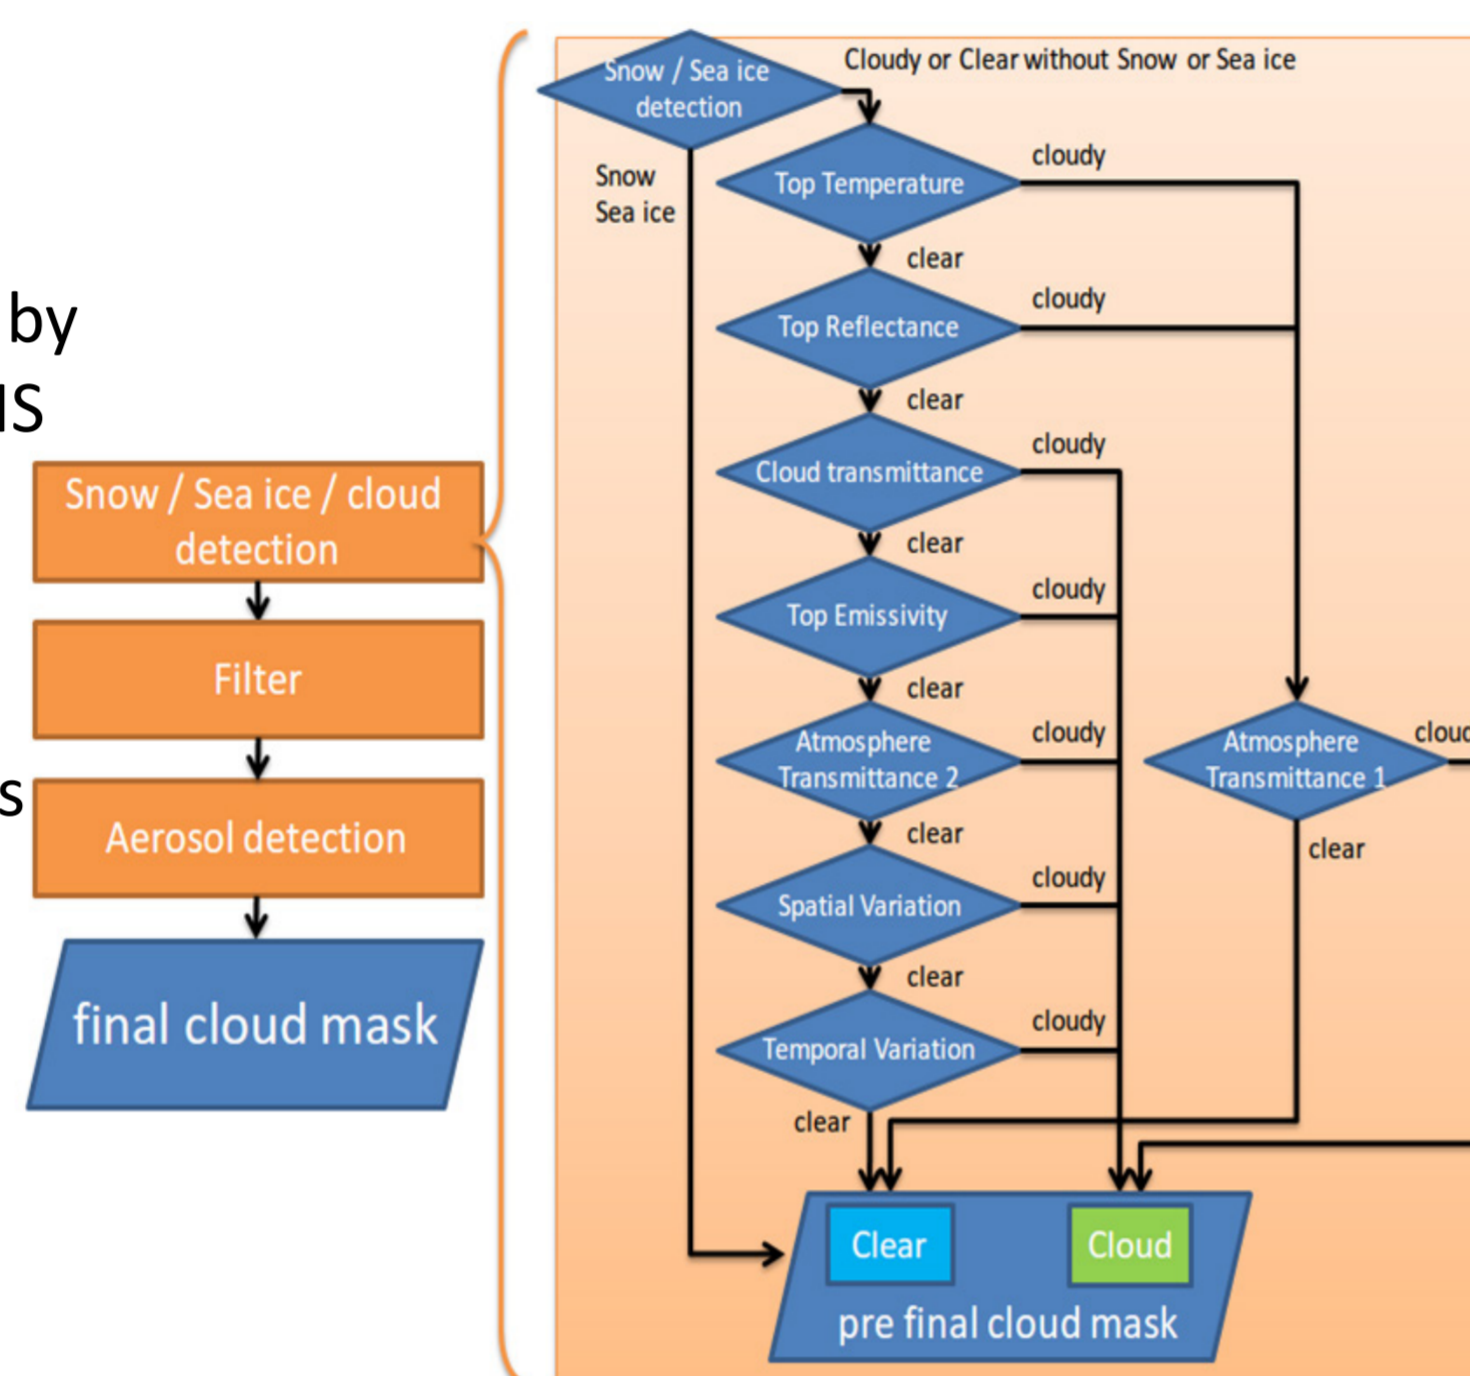 by
s
Snow / Sea ice / cloud
detection
Filter
Aerosol detection
final cloud mask
Snow / Sea ice
detection
Cloudy or Clear without Snow or Sea ice
Snow
Sea ice
Top Temperature
cloudy
clear
Top Reflectance
cloudy
clear
Cloud transmittance
cloudy
clear
Top Emissivity
cloudy
clear
Atmosphere
Transmittance 2
cloudy
clear
Atmosphere
Transmittance 1
clear
Spatial Variation
cloudy
clear
Temporal Variation
cloudy
clear
Clear
Cloud
pre final cloud mask